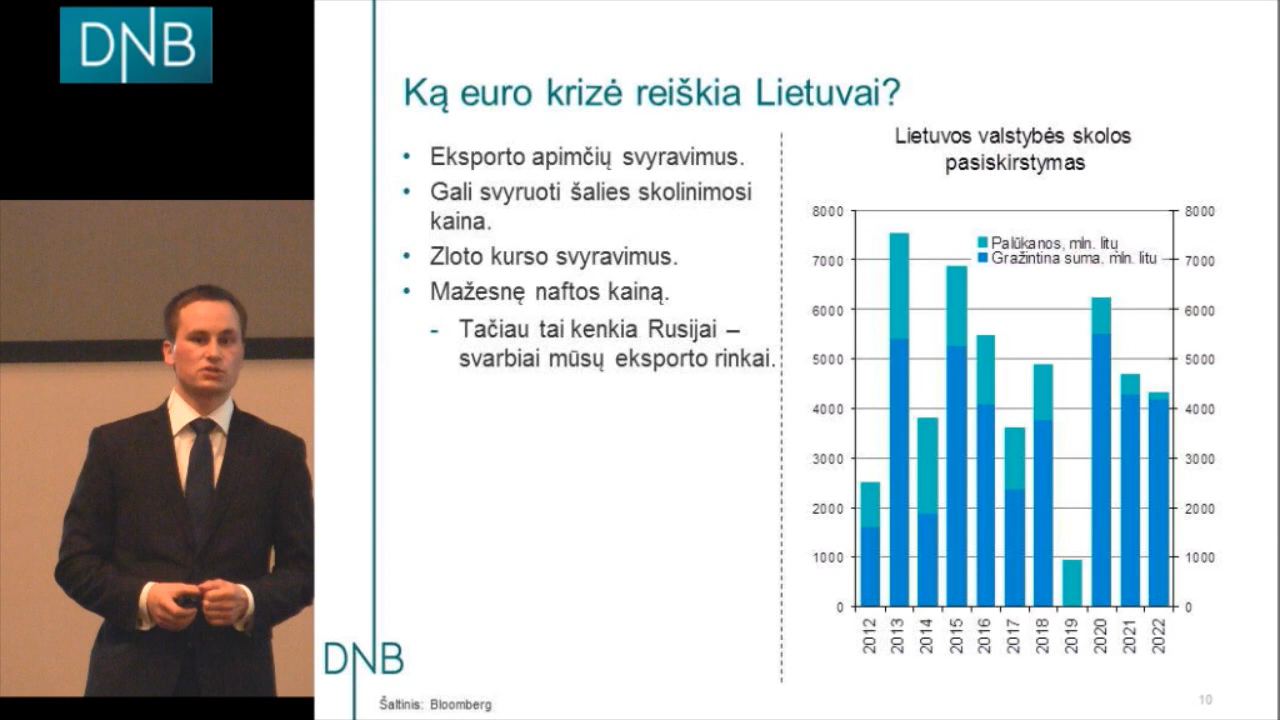 DNB
Ką euro krizė reiškia Lietuvai?
• Eksporto apimčių svyravimus.
• Gali svyruoti šalies skolinimosi
kaina.
• Zloto kurso svyravimus.
• Mažesnę naftos kainą.
- Tačiau tai kenkia Rusijai –
svarbiai mūsų eksporto rinkai.
Lietuvos valstybės skolos
pasiskirstymas
8000 8000
7000 7000
6000 6000
5000 5000
4000 4000
3000 3000
2000 2000
1000 1000
0 0
Palūkanos, mln. litų
Gražintina suma, mln. litų
2012 2013 2014 2015 2016 2017 2018 2019 2020 2021 2022
DNB
Šaltinis: Bloomberg
10